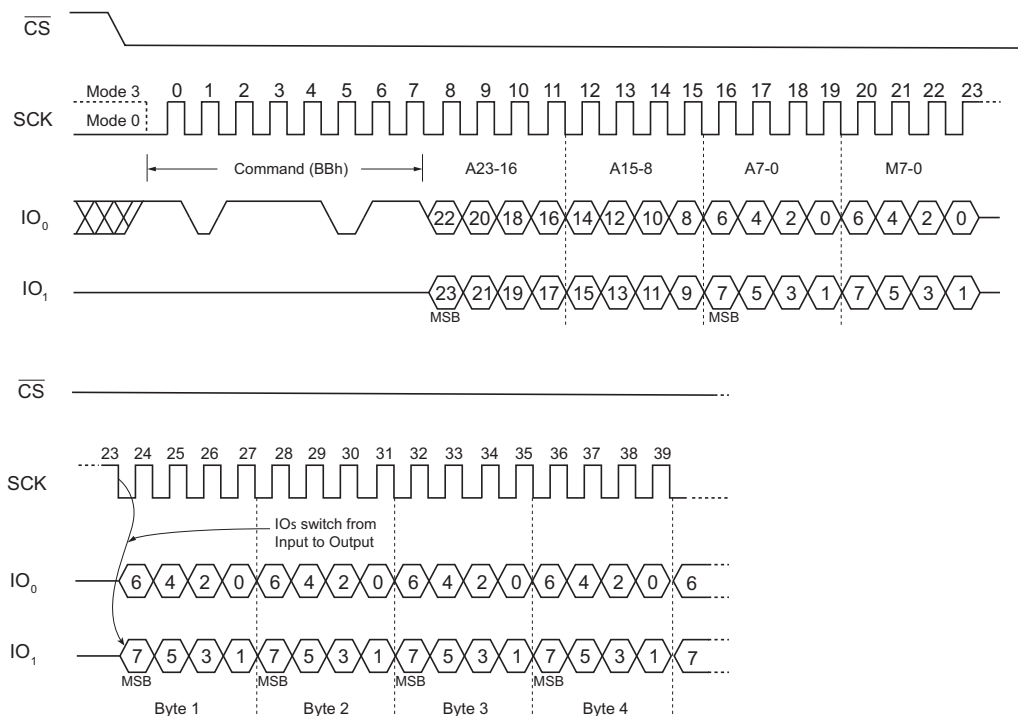 CS
Mode 3 0 1 2 3 4 5 6 7 8 9 10 11 12 13 14 15 16 17 18 19 20 21 22 23
SCK Mode 0
Command (BBh) A23-16 A15-8 A7-0 M7-0
IO0 22 20 18 16 14 12 10 8 6 4 2 0 6 4 2 0
IO1 23 21 19 17 15 13 11 9 7 5 3 1 7 5 3 1
MSB MSB
CS
23 24 25 26 27 28 29 30 31 32 33 34 35 36 37 38 39
SCK
IOs switch from
Input to Output
IO0 6 4 2 0 6 4 2 0 6 4 2 0 6 4 2 0 6
IO1 7 5 3 1 7 5 3 1 7 5 3 1 7 5 3 1 7
MSB MSB MSB MSB
Byte 1 Byte 2 Byte 3 Byte 4